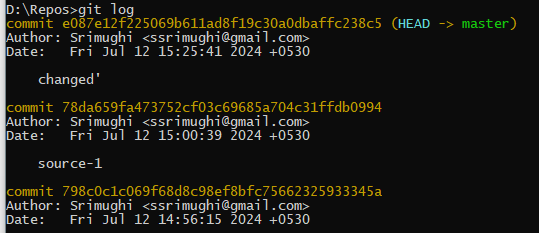 D:\Repos>git log
commit e087e12f225069b611ad8f19c30a0dbaffc238c5 (HEAD -> master)
Author: Srimughi <ssrimughi@gmail.com>
Date:   Fri Jul 12 15:25:41 2024 +0530
changed'
commit 78da659fa473752cf03c69685a704c31ffdb0994
Author: Srimughi <ssrimughi@gmail.com>
Date:   Fri Jul 12 15:00:39 2024 +0530
source-1
commit 798c0c1c069f68d8c98ef8bfc75662325933345a
Author: Srimughi <ssrimughi@gmail.com>
Date:   Fri Jul 12 14:56:15 2024 +0530